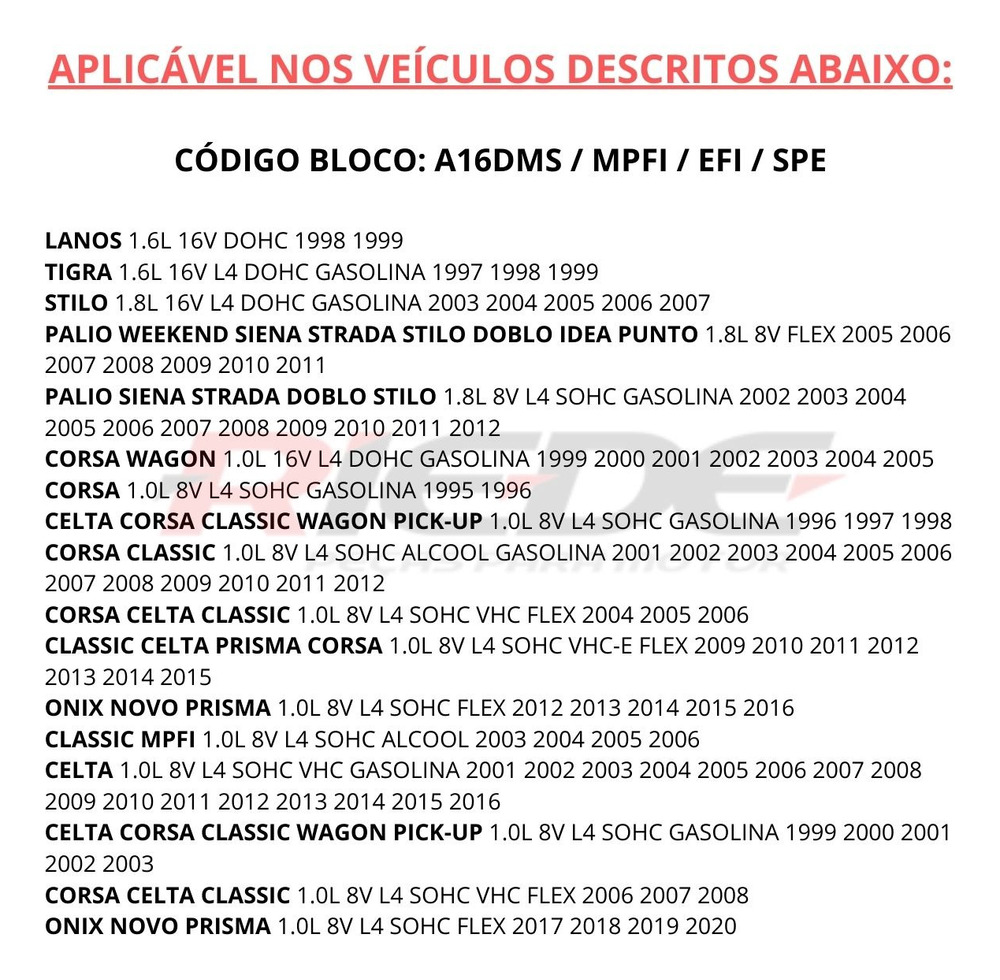 APLICÁVEL NOS VEÍCULOS DESCRITOS ABAIXO:
CÓDIGO BLOCO: A16DMS / MPFI / EFI / SPE
LANOS 1.6L 16V DOHC 1998 1999
TIGRA 1.6L 16V L4 DOHC GASOLINA 1997 1998 1999
STILO 1.8L 16V L4 DOHC GASOLINA 2003 2004 2005 2006 2007
PALIO WEEKEND SIENA STRADA STILO DOBLO IDEA PUNTO 1.8L 8V FLEX 2005 2006
2007 2008 2009 2010 2011
PALIO SIENA STRADA DOBLO STILO 1.8L 8V L4 SOHC GASOLINA 2002 2003 2004
2005 2006 2007 2008 2009 2010 2011 2012
CORSA WAGON 1.0L 16V L4 DOHC GASOLINA 1999 2000 2001 2002 2003 2004 2005
CORSA 1.0L 8V L4 SOHC GASOLINA 1995 1996
CELTA CORSA CLASSIC WAGON PICK-UP 1.0L 8V L4 SOHC GASOLINA 1996 1997 1998
CORSA CLASSIC 1.0L 8V L4 SOHC ALCOOL GASOLINA 2001 2002 2003 2004 2005 2006
2007 2008 2009 2010 2011 2012
CORSA CELTA CLASSIC 1.0L 8V L4 SOHC VHC FLEX 2004 2005 2006
CLASSIC CELTA PRISMA CORSA 1.0L 8V L4 SOHC VHC-E FLEX 2009 2010 2011 2012
2013 2014 2015
ONIX NOVO PRISMA 1.0L 8V L4 SOHC FLEX 2012 2013 2014 2015 2016
CLASSIC MPFI 1.0L 8V L4 SOHC ALCOOL 2003 2004 2005 2006
CELTA 1.0L 8V L4 SOHC VHC GASOLINA 2001 2002 2003 2004 2005 2006 2007 2008
2009 2010 2011 2012 2013 2014 2015 2016
CELTA CORSA CLASSIC WAGON PICK-UP 1.0L 8V L4 SOHC GASOLINA 1999 2000 2001
2002 2003
CORSA CELTA CLASSIC 1.0L 8V L4 SOHC VHC FLEX 2006 2007 2008
ONIX NOVO PRISMA 1.0L 8V L4 SOHC FLEX 2017 2018 2019 2020
RICDE
PEÇAS PARA MOTOR